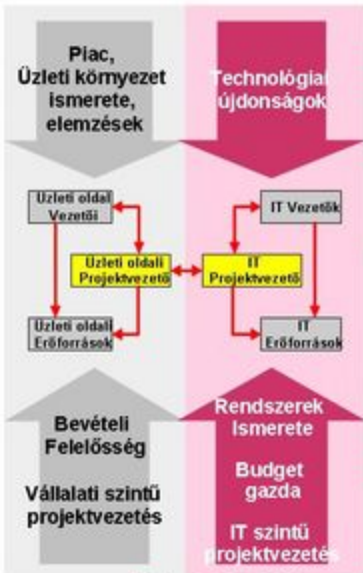 Piac,
Üzleti környezet
ismerete,
elemzések
Technológiai
újdonságok
Üzleti oldal
Vezetői
IT Vezetők
Üzleti oldali
Projektvezető
IT
Projektvezető
Üzleti oldali
Erőforrások
IT
Erőforrások
Bevételi
Felelősség
Vállalati szintű
projektvezetés
Rendszerek
Ismerete
Budget
gazda
IT szintű
projektvezetés